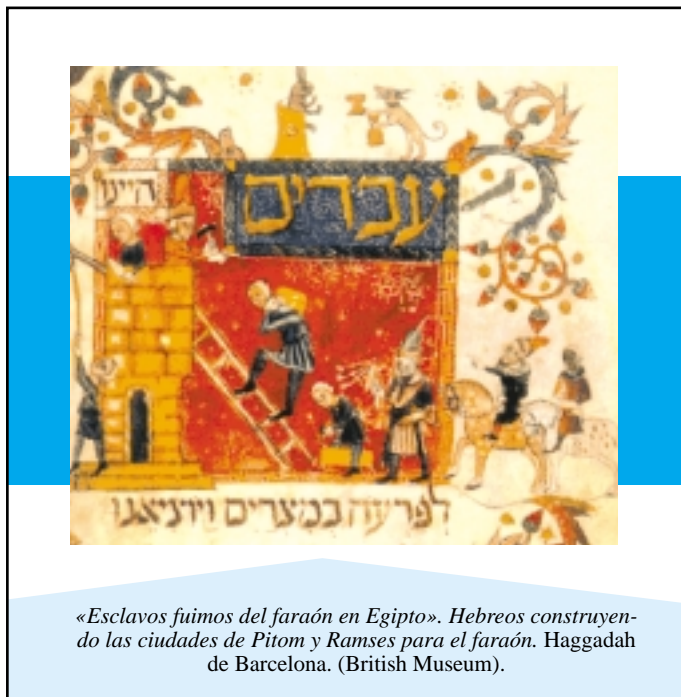 עבדים
היינו
לפרעה במצרים ויוציאנו
«Esclavos fuimos del faraón en Egipto». Hebreos construyen-
do las ciudades de Pitom y Ramses para el faraón. Haggadah
de Barcelona. (British Museum).